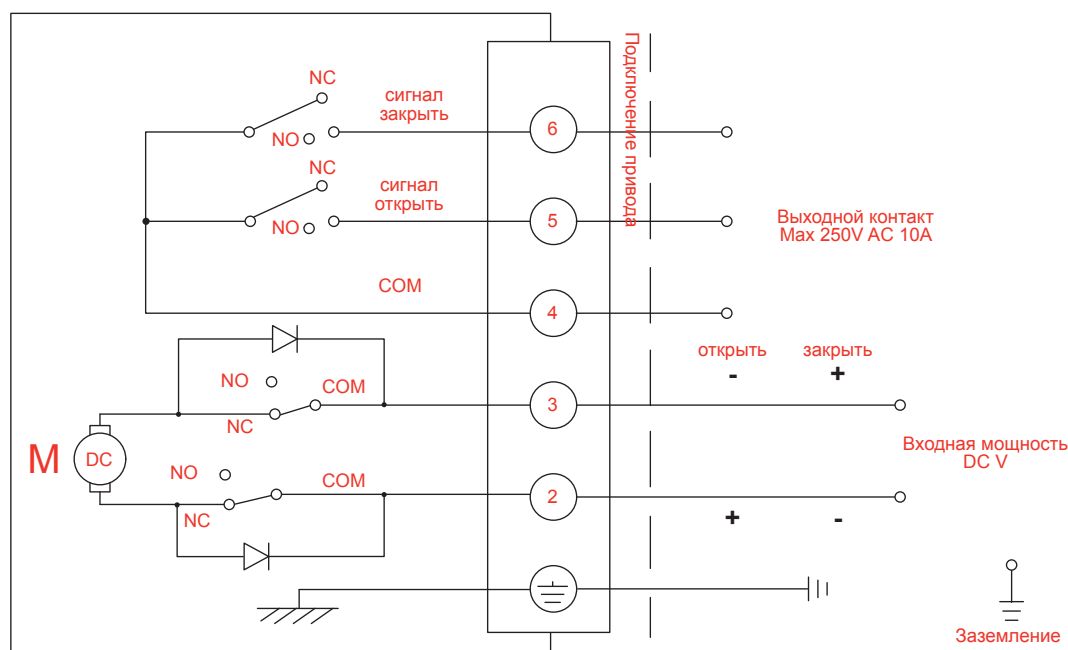 NC
сигнал
закрыть
NO
6
Подключение привода
NC
сигнал
открыть
NO
5
Выходной контакт
Max 250V AC 10A
COM
4
открыть
закрыть
-
+
NO
COM
3
NC
M
DC
Входная мощность
DC V
NO
COM
2
NC
+
-
Заземление